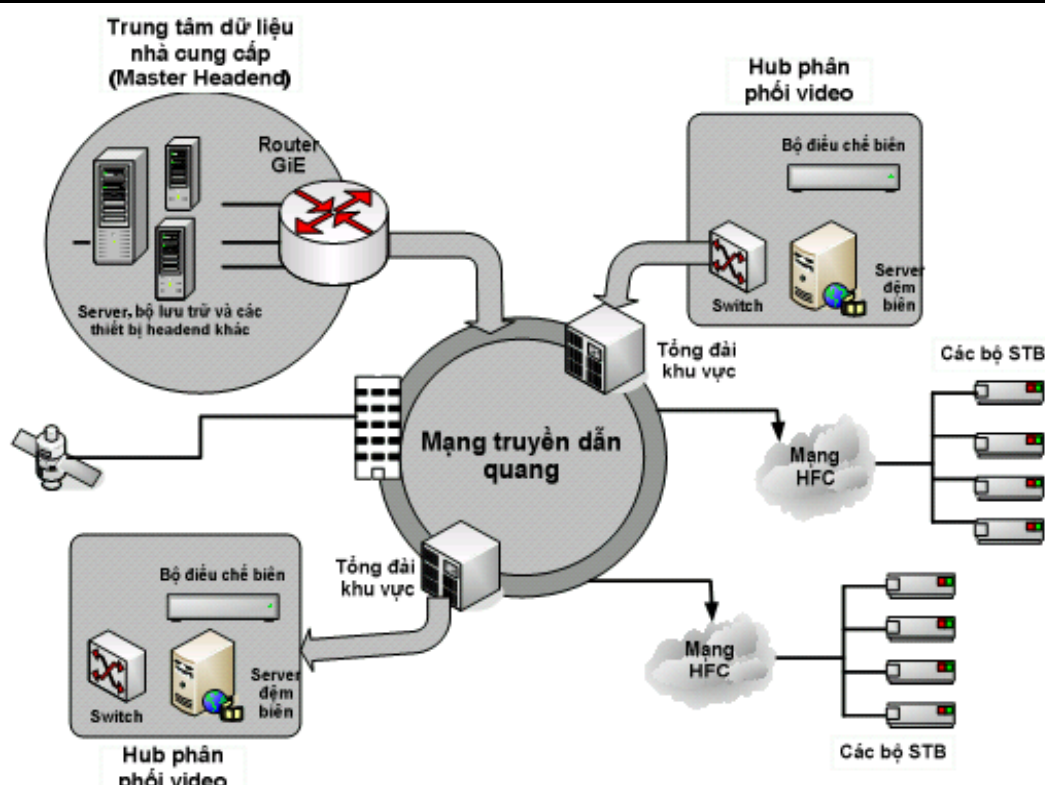 Trung tâm dữ liệu
nhà cung cấp
(Master Headend)
Router
GiE
Server, bộ lưu trữ và các
thiết bị headend khác
Hub phân
phối video
Bộ điều chế biên
Switch
Server
đệm
biên
Tổng đài
khu vực
Các bộ STB
Mạng truyền dẫn
quang
Mạng
HFC
Tổng đài
khu vực
Bộ điều chế biên
Switch
Server
đệm
biên
Hub phân
phối video
Mạng
HFC
Các bộ STB